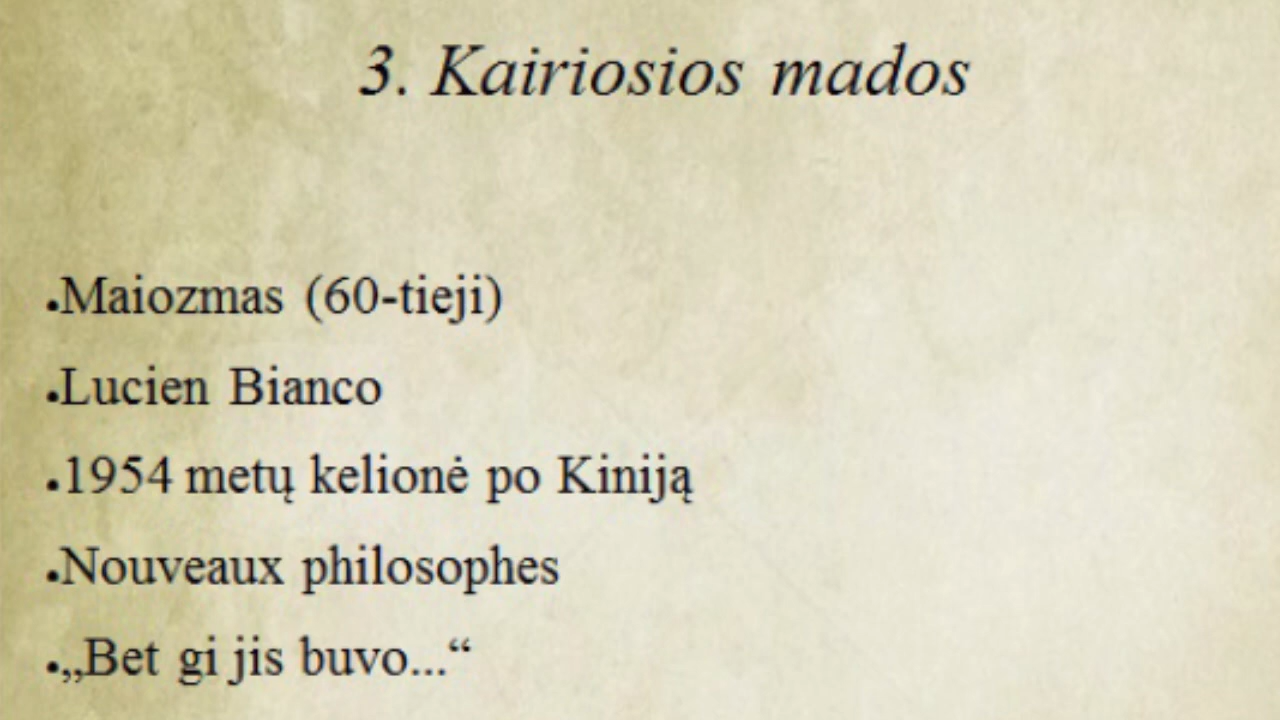 3. Kairiosios mados
•Maiozmas (60-tieji)
•Lucien Bianco
•1954 metų kelionė po Kiniją
•Nouveaux philosophes
•„Bet gi jis buvo...“